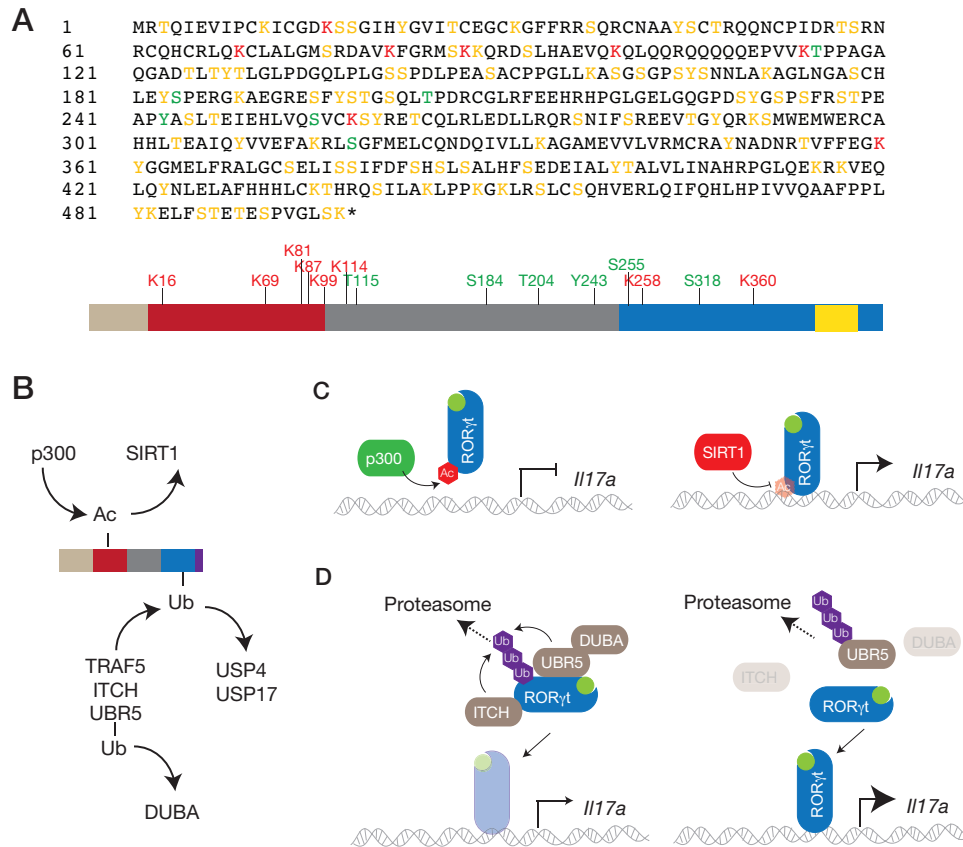 A
1 MRTQIEVIPCKICGDKSSGIHYGVITCEGCKGFFRRSQRCNAAYSCTRQQNCPIDRTSRN
61 RCQHCRLQKCLALGMSRDAVKFGRMSKKQRDSLHAEVQKQLQQRQQQQQEPVVKTPPAGA
121 QGADTLTYTLGLPDGQLPLGSSPDLPEASACPPGLLKASGSGPSYSNNLAKAGLNGASCH
181 LEYSPERGKAEGRESFYSTGSQLTPDRCGLRFEEHRHPGLGELGQGPDSYGSPSFRSTPE
241 APYASLTEIEHLVQSVCKSYRETCQLRLEDLLRQRSNIFSREEVTGYQRKSMWEMWERCA
301 HHLTEAIQYVVEFAKRLSGFMELCQNDQIVLLKAGAMEVVLVRMCRAYNADNRTVFFEGK
361 YGGMELFRALGCSELISSIFDFSHSLSALHFSEDEIALYTALVLINAHRPGLQEKRKVEQ
421 LQYNLELAFHHHLCKTHRQSILAKLPPKGKLRSLCSQHVERLQIFQHLHPIVVQAAFPPL
481 YKELFSTETESPVGLSK*
K81
K87 K114 S255
K16 K69 K99 T115 S184 T204 Y243 K258 S318 K360
B
p300 SIRT1
Ac
Ub
TRAF5
ITCH
UBR5
USP4
USP17
Ub
DUBA
C
p300 Ac RORγt Il17a
SIRT1 Ac RORγt Il17a
D
Proteasome
Ub
Ub
Ub
DUBA
UBR5
ITCH
RORγt
Il17a
Proteasome
Ub
Ub
Ub
UBR5
DUBA
ITCH
RORγt
RORγt
Il17a